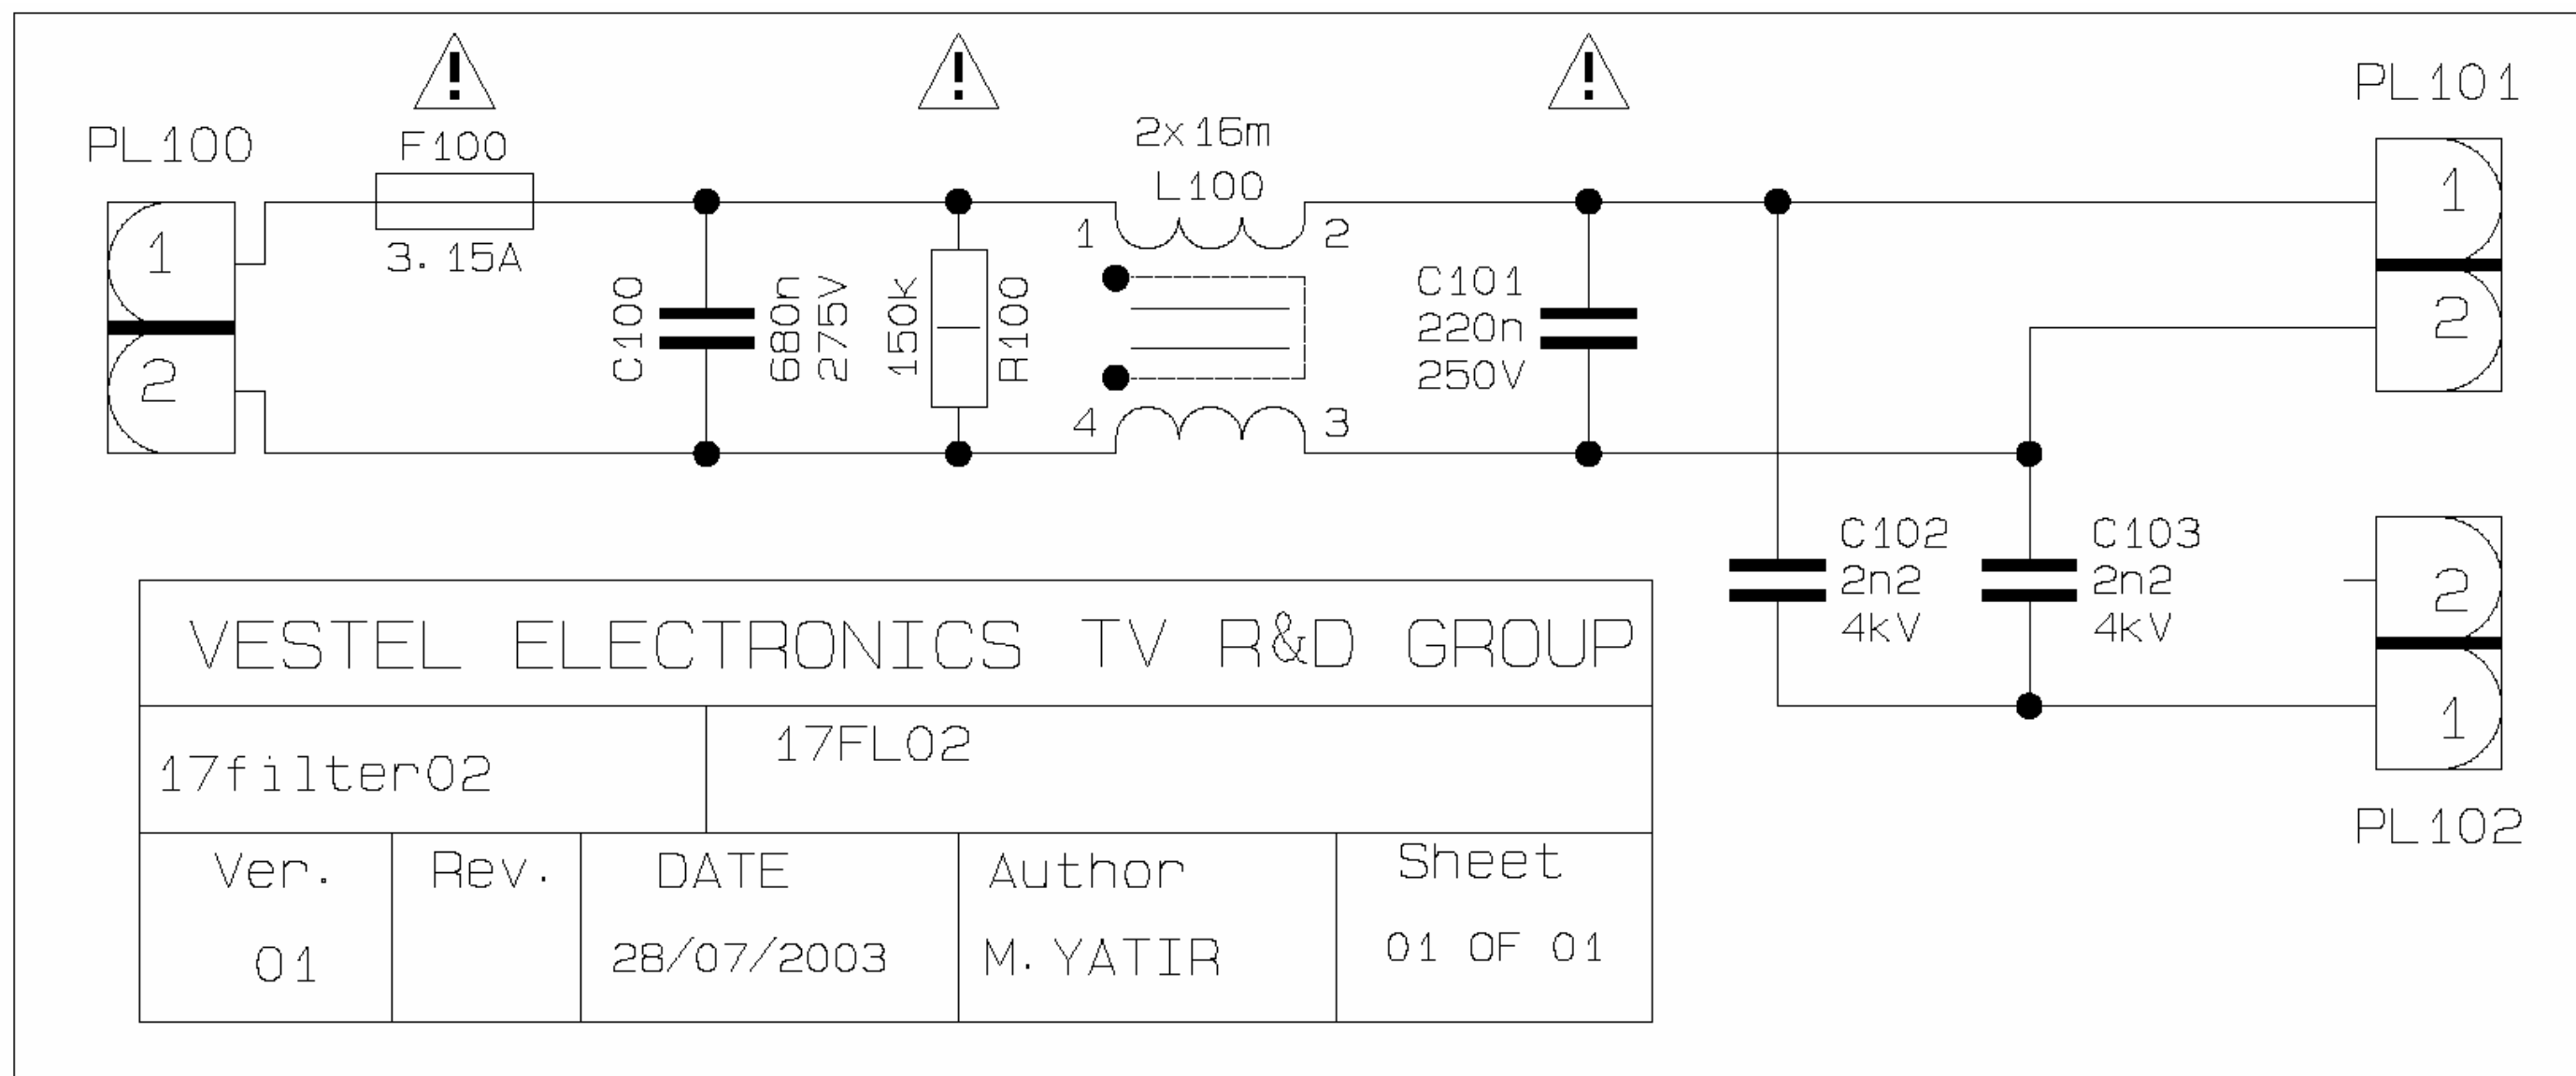 PL100
1
2
F100
3.15A
C100
680n
275V
150k
R100
2x16m
L100
1
2
4
3
C101
220n
250V
PL101
1
2
C102
2n2
4kV
C103
2n2
4kV
2
1
PL102
VESTEL ELECTRONICS TV R&D GROUP
17filter02
17FL02
Ver.
01
Rev.
DATE
28/07/2003
Author
M. YATIR
Sheet
01 OF 01